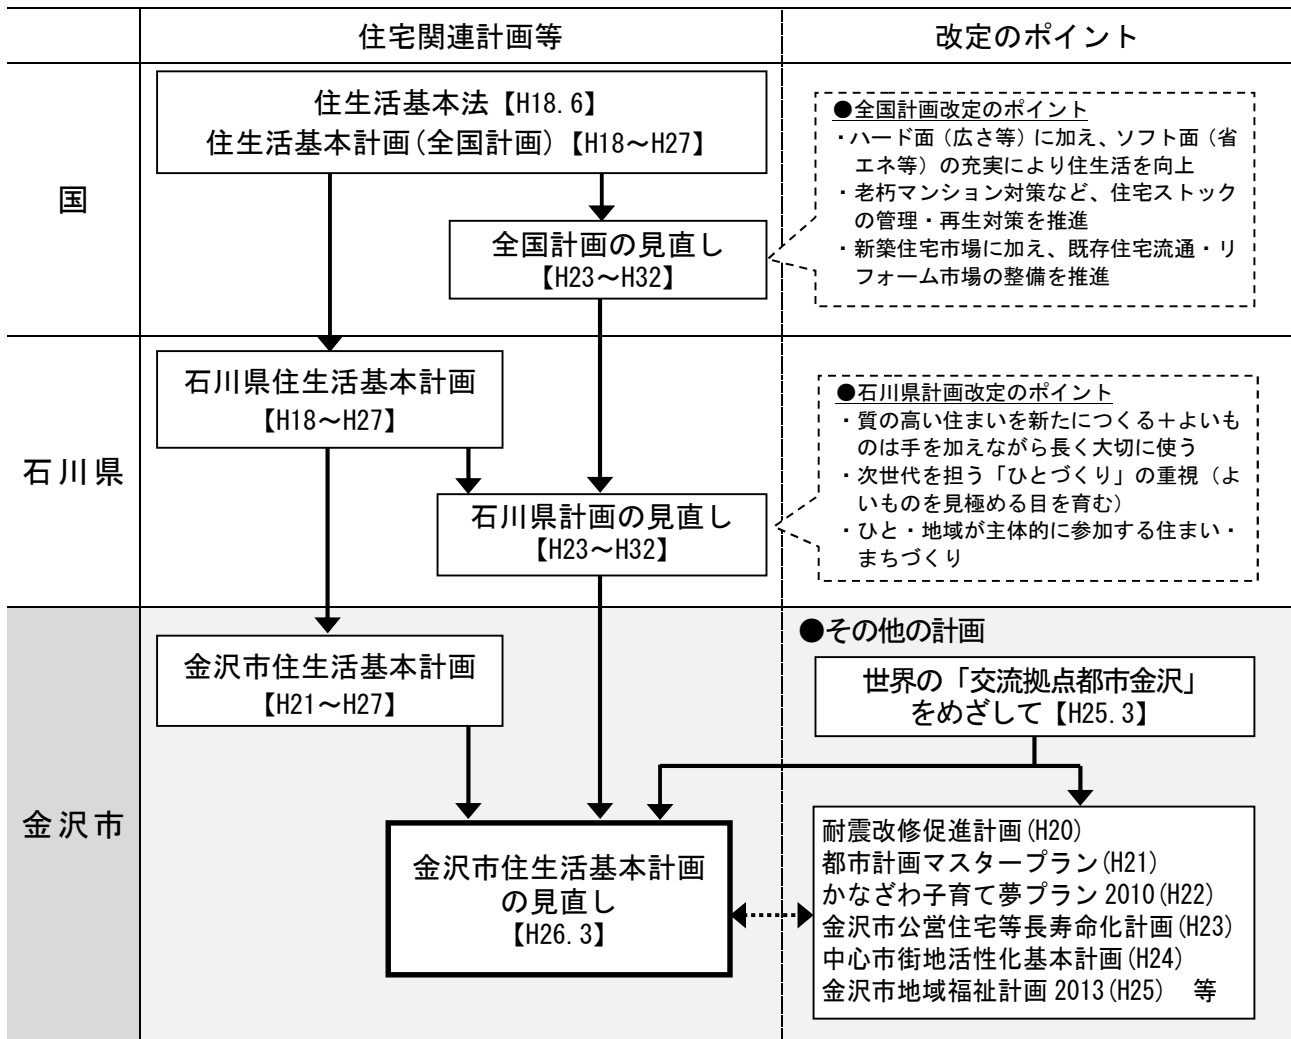 住宅関連計画等
改定のポイント
国
住生活基本法【H18.6】
住生活基本計画(全国計画)【H18～H27】
全国計画の見直し
【H23～H32】
●全国計画改定のポイント
・ハード面（広さ等）に加え、ソフト面（省
エネ等）の充実により住生活を向上
・老朽マンション対策など、住宅ストック
の管理・再生対策を推進
・新築住宅市場に加え、既存住宅流通・リ
フォーム市場の整備を推進
石川県
石川県住生活基本計画
【H18～H27】
石川県計画の見直し
【H23～H32】
●石川県計画改定のポイント
・質の高い住まいを新たにつくる＋よいも
のは手を加えながら長く大切に使う
・次世代を担う「ひとづくり」の重視（よ
いものを見極める目を育む）
・ひと・地域が主体的に参加する住まい・
まちづくり
金沢市
金沢市住生活基本計画
【H21～H27】
金沢市住生活基本計画
の見直し
【H26.3】
●その他の計画
世界の「交流拠点都市金沢」
をめざして【H25.3】
耐震改修促進計画(H20)
都市計画マスタープラン(H21)
かなざわ子育て夢プラン2010(H22)
金沢市公営住宅等長寿命化計画(H23)
中心市街地活性化基本計画(H24)
金沢市地域福祉計画2013(H25)　等